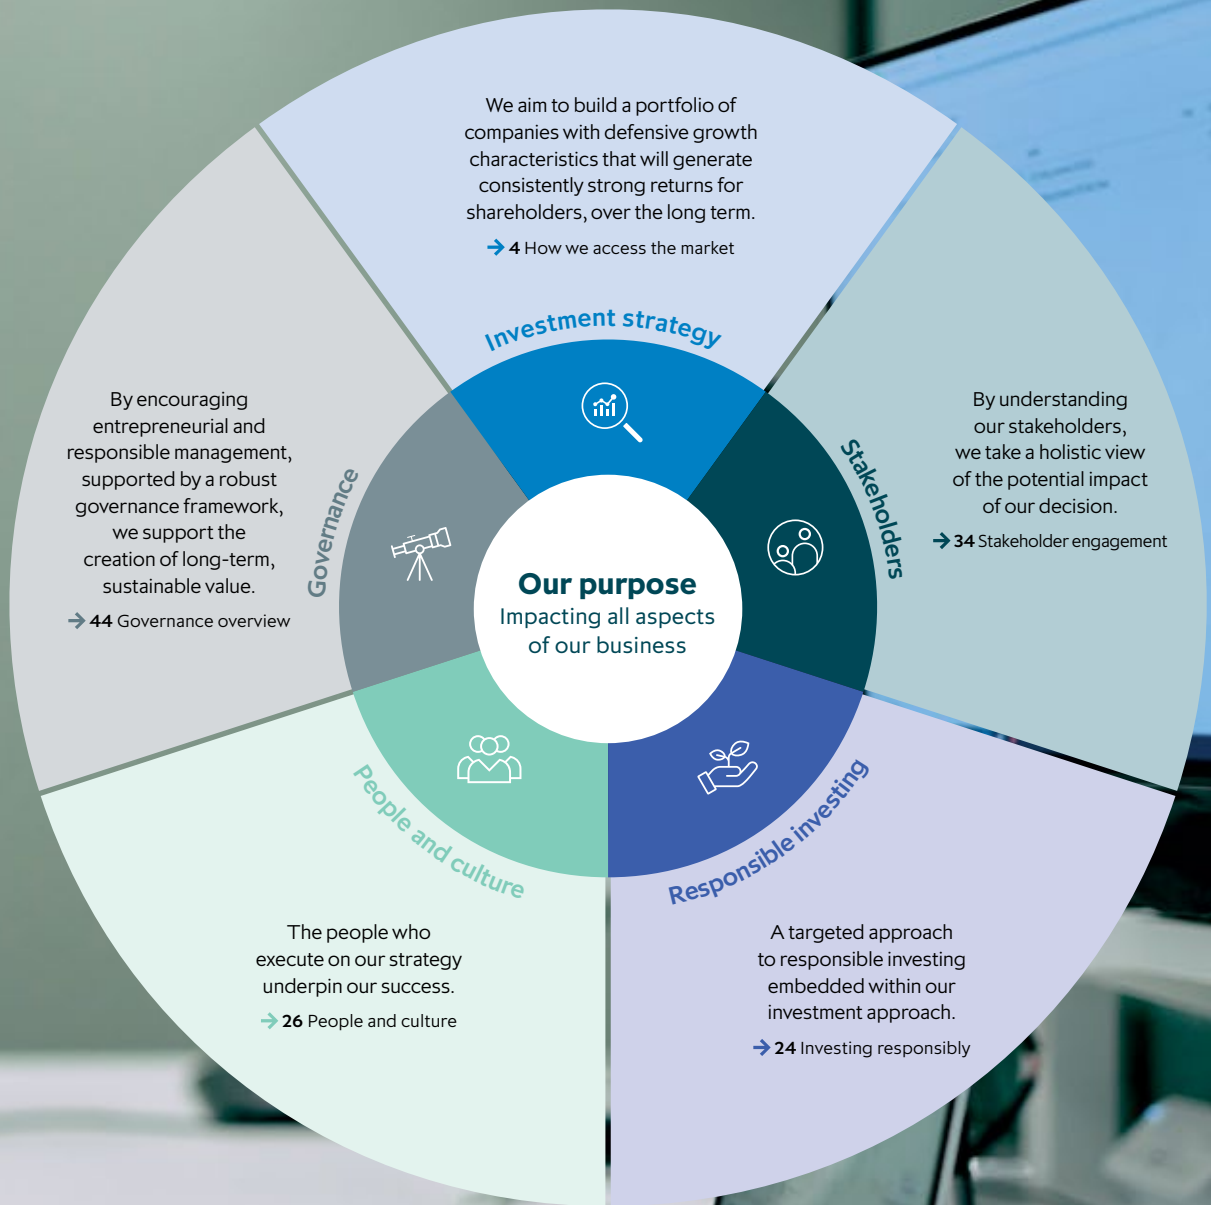 We aim to build a portfolio of
companies with defensive growth
characteristics that will generate
consistently strong returns for
shareholders, over the long term.
→ 4 How we access the market
Investment strategy
By understanding
our stakeholders,
we take a holistic view
of the potential impact
of our decision.
→ 34 Stakeholder engagement
Stakeholders
A targeted approach
to responsible investing
embedded within our
investment approach.
→ 24 Investing responsibly
Responsible investing
The people who
execute on our strategy
underpin our success.
→ 26 People and culture
People and culture
By encouraging
entrepreneurial and
responsible management,
supported by a robust
governance framework,
we support the
creation of long-term,
sustainable value.
→ 44 Governance overview
Governance
Our purpose
Impacting all aspects
of our business